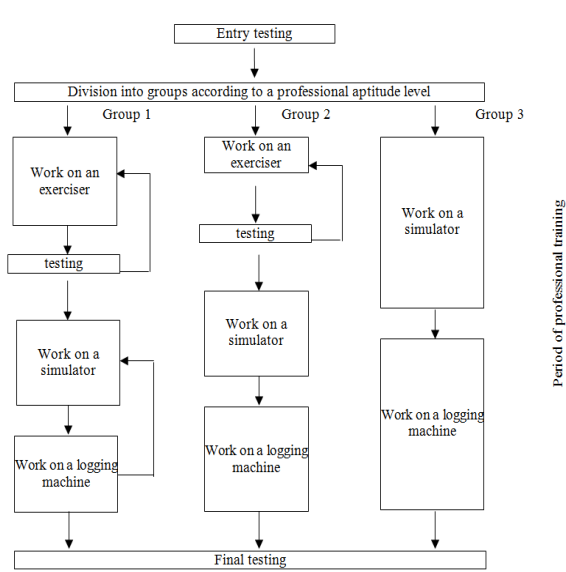 Entry testing
Division into groups according to a professional aptitude level
Group 1
Group 2
Group 3
Work on an
exerciser
testing
Work on a
simulator
Work on a logging
machine
Work on an
exerciser
testing
Work on a
simulator
Work on a logging
machine
Work on a
simulator
Work on a logging
machine
Final testing
Period of professional training